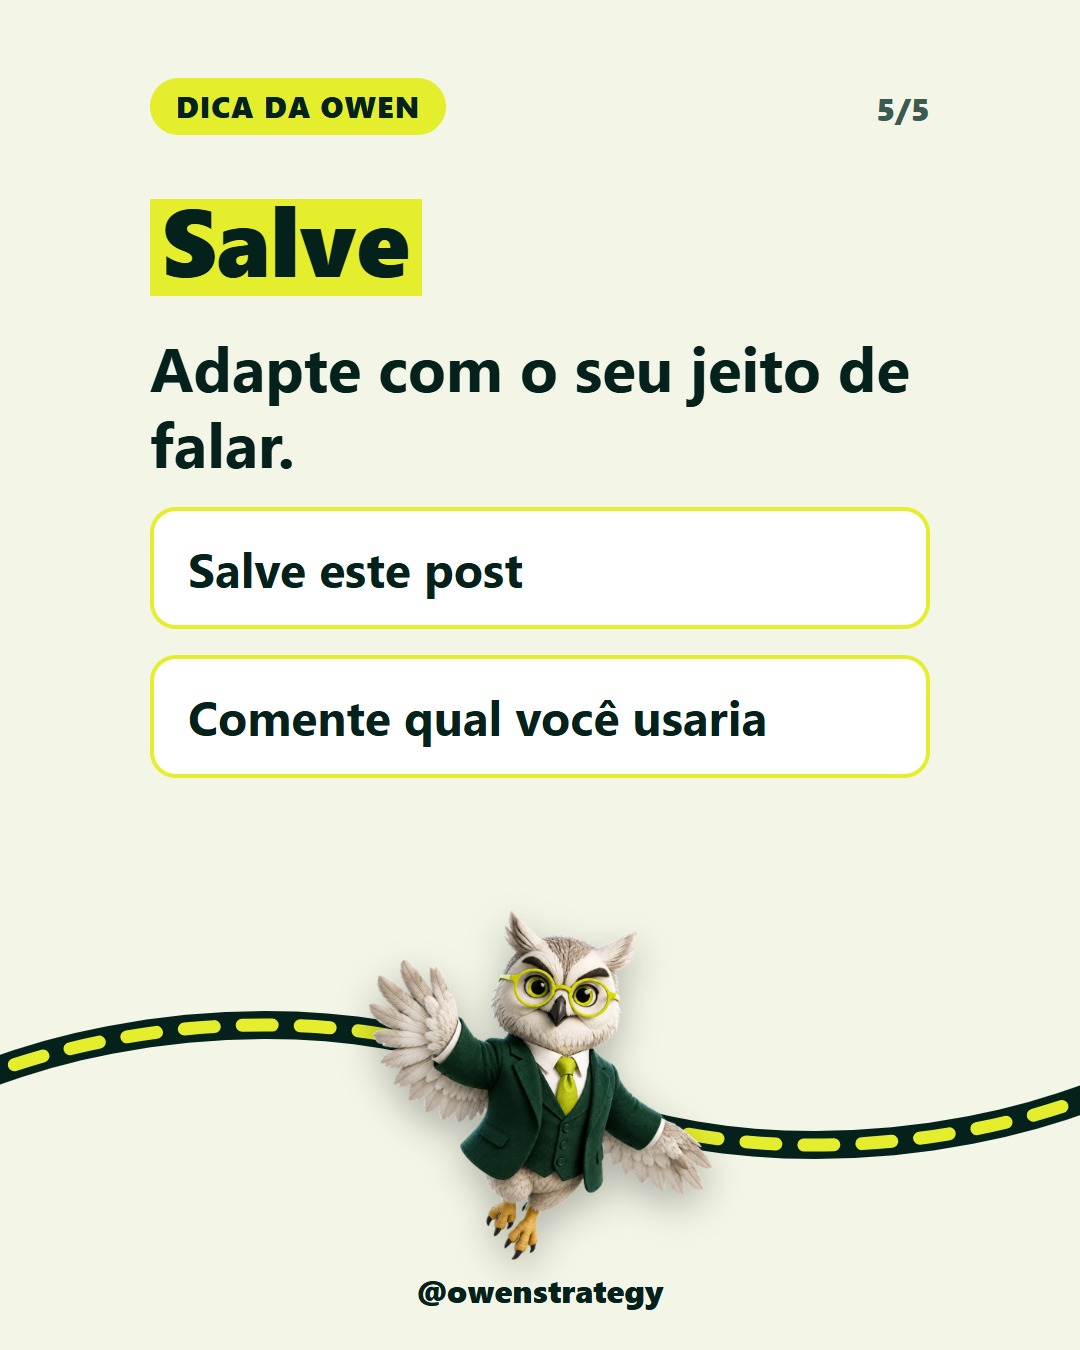 DICA DA OWEN
5/5
Salve
Adapte com o seu jeito de
falar.
Salve este post
Comente qual você usaria
@owenstrategy